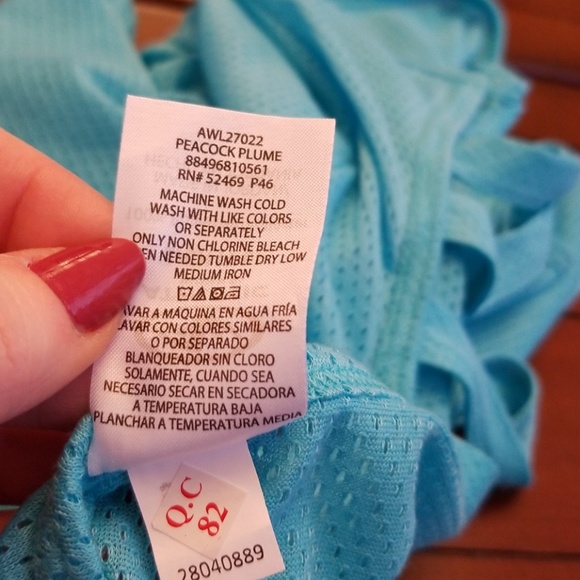 AWL27022
PEACOCK PLUME
88496810561
RN# 52469 P46
MACHINE WASH COLD
WASH WITH LIKE COLORS
OR SEPARATELY
ONLY NON CHLORINE BLEACH
EN NEEDED TUMBLE DRY LOW
MEDIUM IRON
AVAR A MÁQUINA EN AGUA FRÍA
LAVAR CON COLORES SIMILARES
O POR SEPARADO
BLANQUEADOR SIN CLORO
SOLAMENTE, CUANDO SEA
NECESARIO SECAR EN SECADORA
A TEMPERATURA BAJA
PLANCHAR A TEMPERATURA MEDIA
Q.C
82
28040889